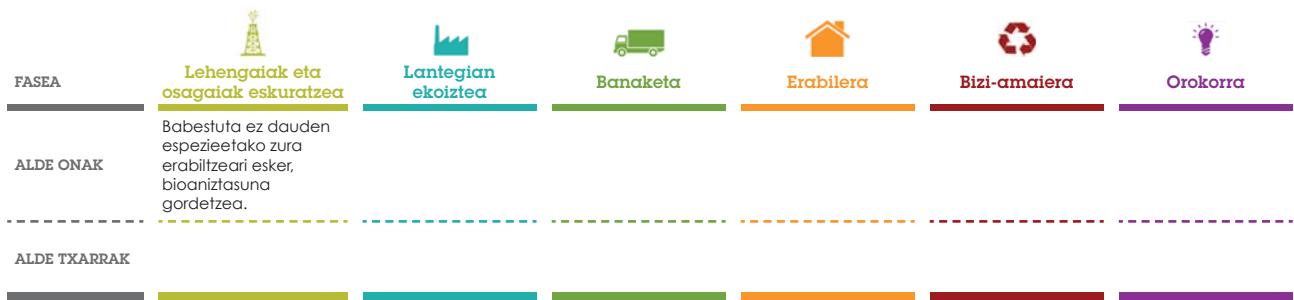 FASEA
Lehengaiak eta
osagaiak eskuratzea
Lantegian
ekoiztea
Banaketa
Erabilera
Bizi-amaiera
Orokorra
ALDE ONAK
Babestuta ez dauden
espezieetako zura
erabiltzeari esker,
bioaniztasuna
gordetzea.
ALDE TXARRAK